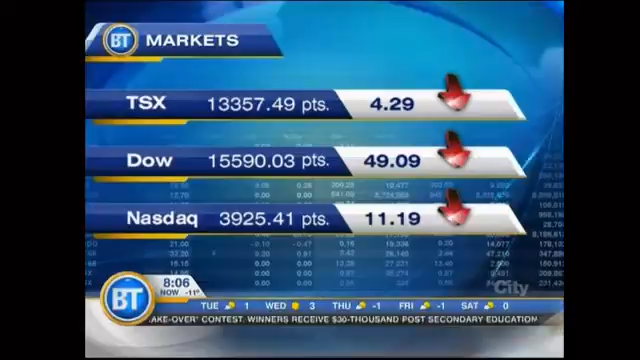 BT MARKETS
TSX 13357.49 pts. 4.29
Dow 15590.03 pts. 49.09
Nasdaq 3925.41 pts. 11.19
City
BT 8:06
NOW -11°
TUE 1 WED 3 THU -1 FRI -1 SAT 0
AKE-OVER" CONTEST. WINNERS RECEIVE $30-THOUSAND POST SECONDARY EDUCATION